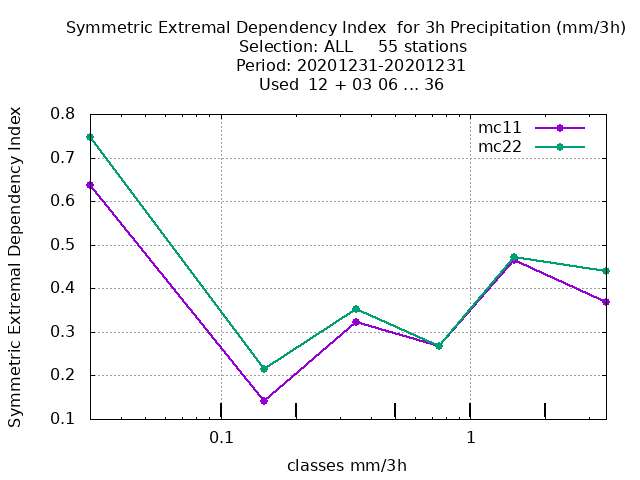 Symmetric Extremal Dependency Index  for 3h Precipitation (mm/3h)
Selection: ALL     55 stations
Period: 20201231-20201231
Used  12 + 03 06 ... 36
Symmetric Extremal Dependency Index
0.8
0.7
0.6
0.5
0.4
0.3
0.2
0.1
mc11
mc22
0.1
1
classes mm/3h